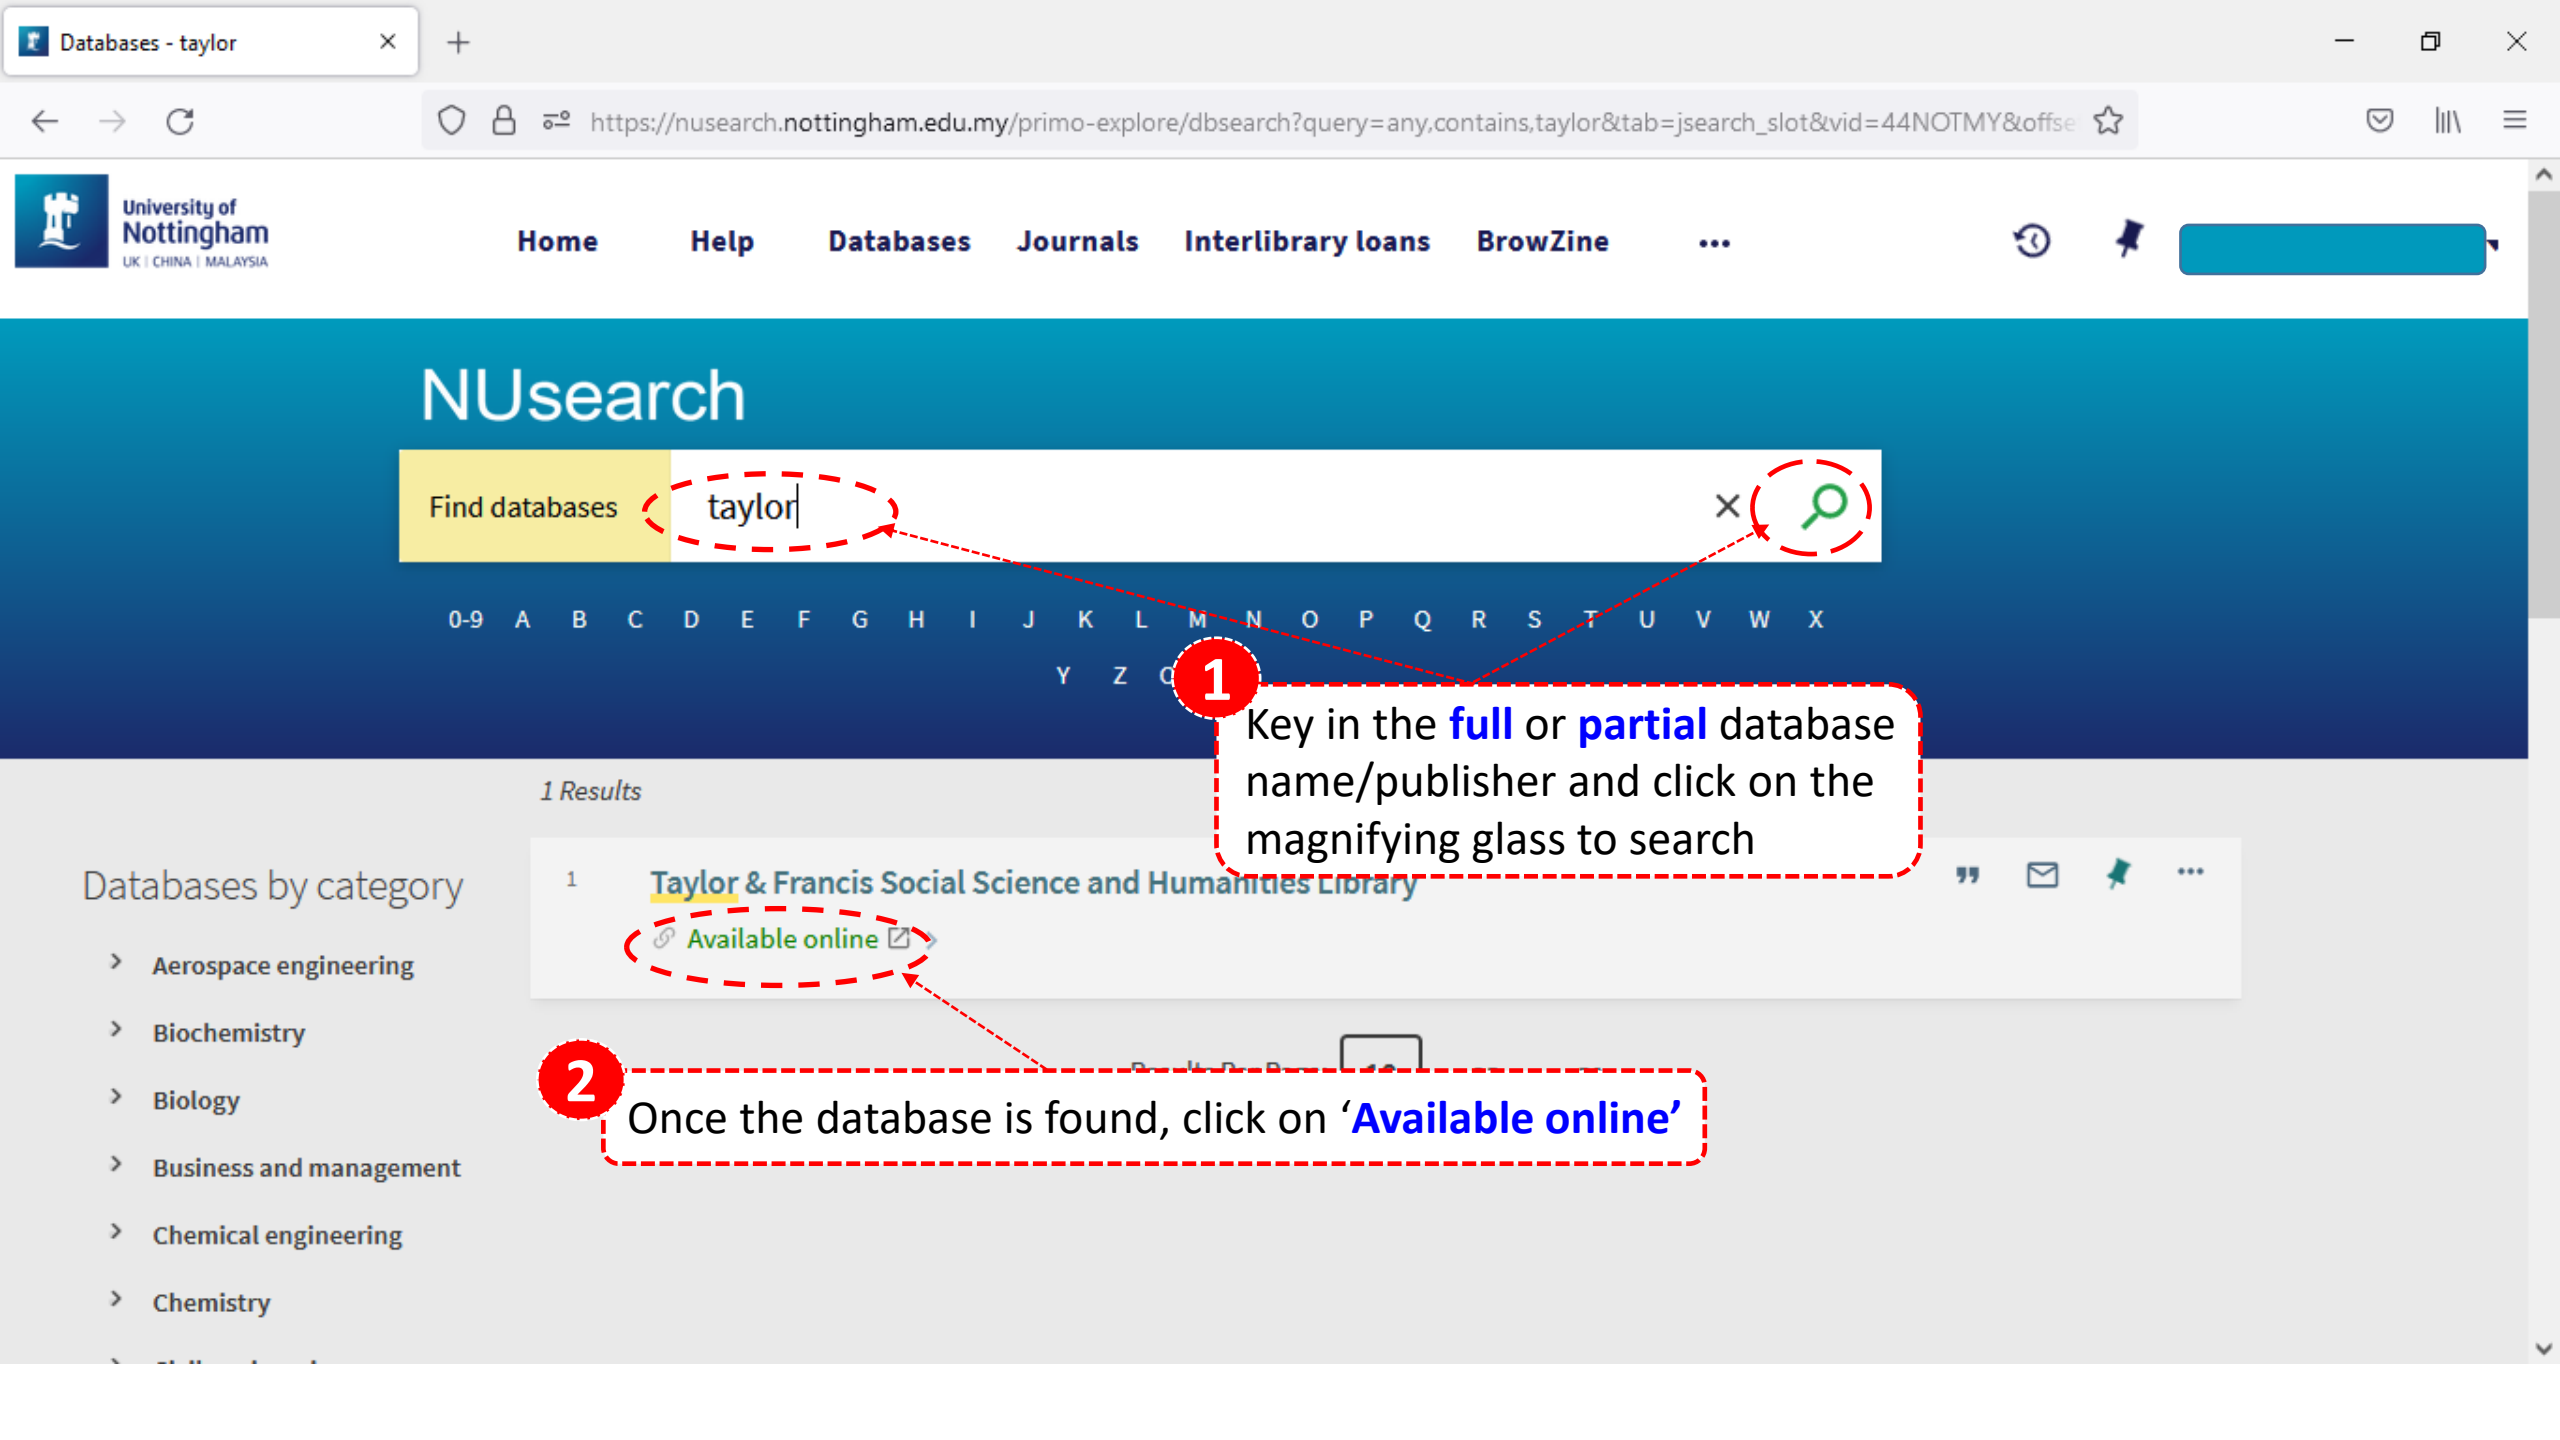 Databases - taylor
https://nusearch.nottingham.edu.my/primo-explore/dbsearch?query=any,contains,taylor&tab=jsearch_slot&vid=44NOTMY&offse
University of
Nottingham
UK | CHINA | MALAYSIA
Home Help Databases Journals Interlibrary loans BrowZine ...
NUsearch
Find databases taylor
0-9 A B C D E F G H I J K L M N O P Q R S T U V W X
Y Z
1
Key in the full or partial database
name/publisher and click on the
magnifying glass to search
1 Results
Databases by category
1 Taylor & Francis Social Science and Humanities Library
Available online
Aerospace engineering
Biochemistry
Biology
Business and management
Chemical engineering
Chemistry
2
Once the database is found, click on ‘Available online’